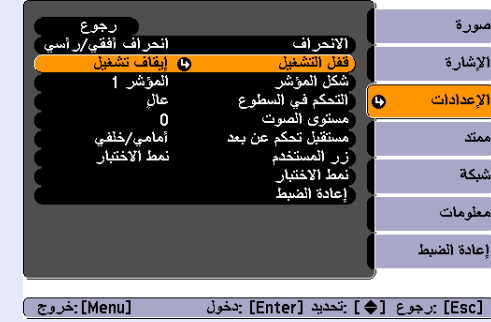 رجوع
الانحراف انحراف أفقي/رأسي
قفل التشغيل إيقاف تشغيل
شكل المؤشر المؤشر 1
التحكم في السطوع عالٍ
مستوى الصوت 0
مستقبل تحكم عن بعد أمامي/خلفي
زر المستخدم نمط الاختبار
نمط الاختبار
إعادة الضبط
صورة
الإشارة
الإعدادات
ممتد
شبكة
معلومات
إعادة الضبط
[Esc] :رجوع [ ] :تحديد [Enter] :دخول [Menu] :خروج